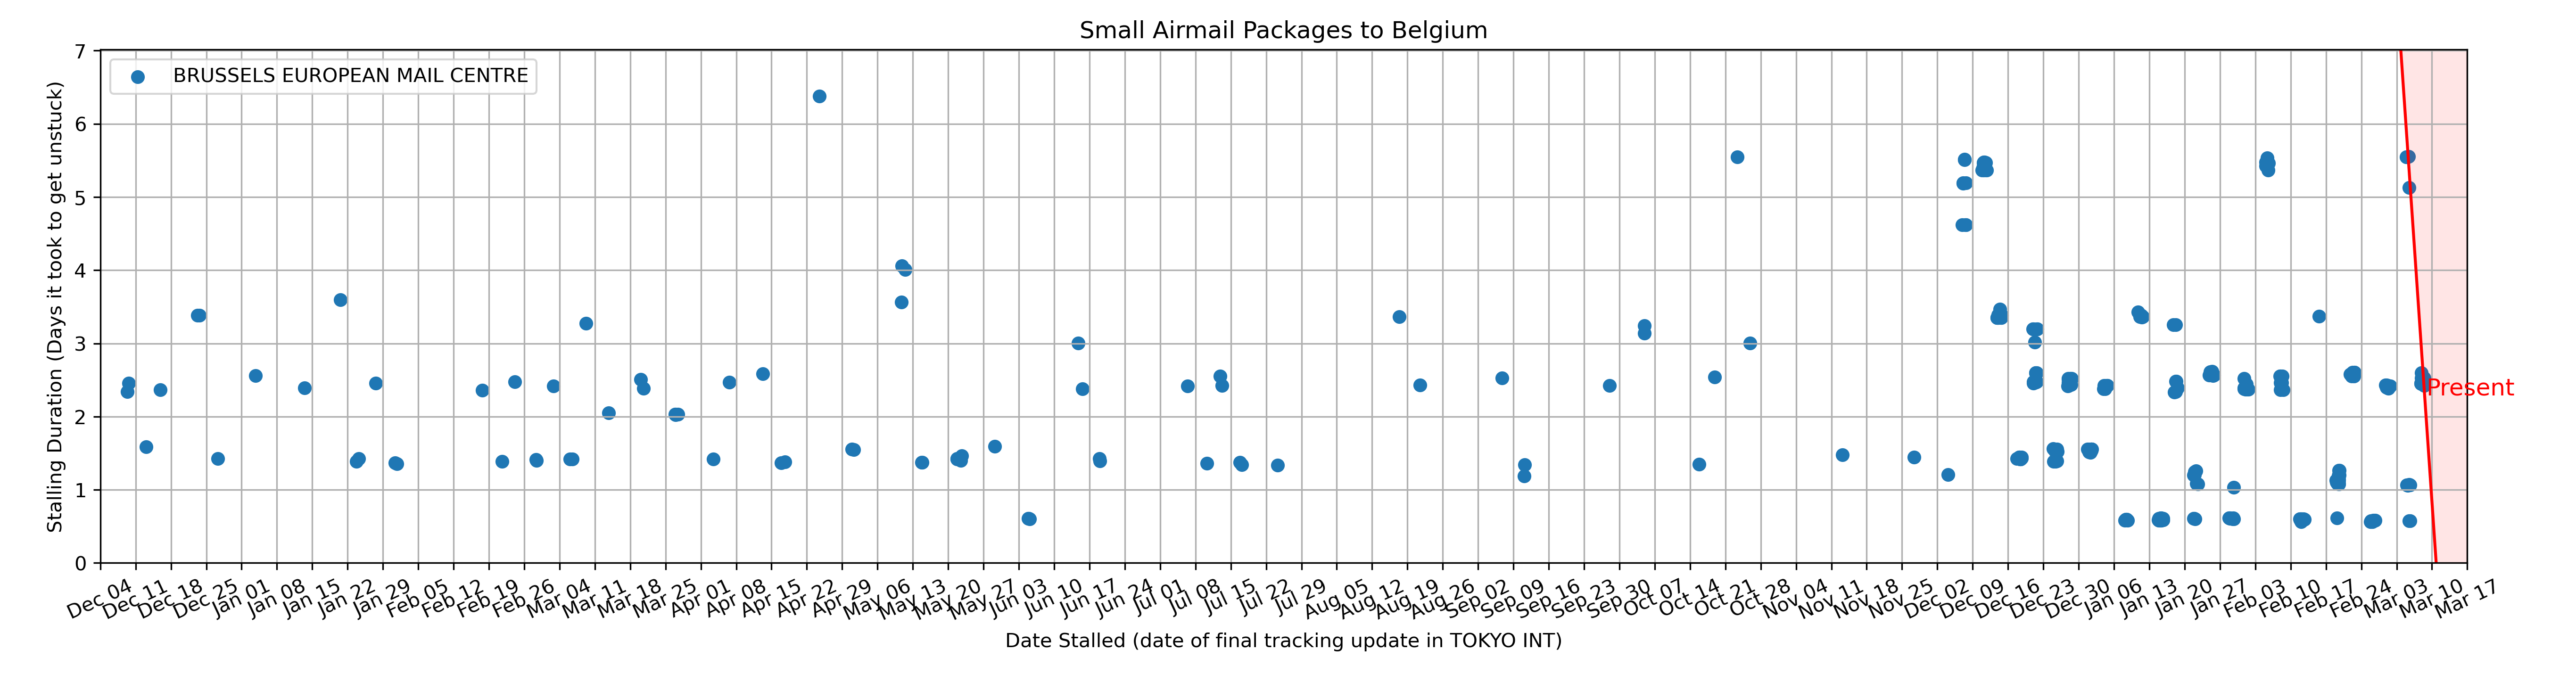 Small Airmail Packages to Belgium
BRUSSELS EUROPEAN MAIL CENTRE
Stalling Duration (Days it took to get unstuck)
7
6
5
4
3
2
1
0
Present
Dec 04 Dec 11 Dec 18 Dec 25 Jan 01 Jan 08 Jan 15 Jan 22 Jan 29 Feb 05 Feb 12 Feb 19 Feb 26 Mar 04 Mar 11 Mar 18 Mar 25 Apr 01 Apr 08 Apr 15 Apr 22 Apr 29 May 06 May 13 May 20 May 27 Jun 03 Jun 10 Jun 17 Jun 24 Jul 01 Jul 08 Jul 15 Jul 22 Jul 29 Aug 05 Aug 12 Aug 19 Aug 26 Sep 02 Sep 09 Sep 16 Sep 23 Sep 30 Oct 07 Oct 14 Oct 21 Oct 28 Nov 04 Nov 11 Nov 18 Nov 25 Dec 02 Dec 09 Dec 16 Dec 23 Dec 30 Jan 06 Jan 13 Jan 20 Jan 27 Feb 03 Feb 10 Feb 17 Feb 24 Mar 03 Mar 10 Mar 17
Date Stalled (date of final tracking update in TOKYO INT)